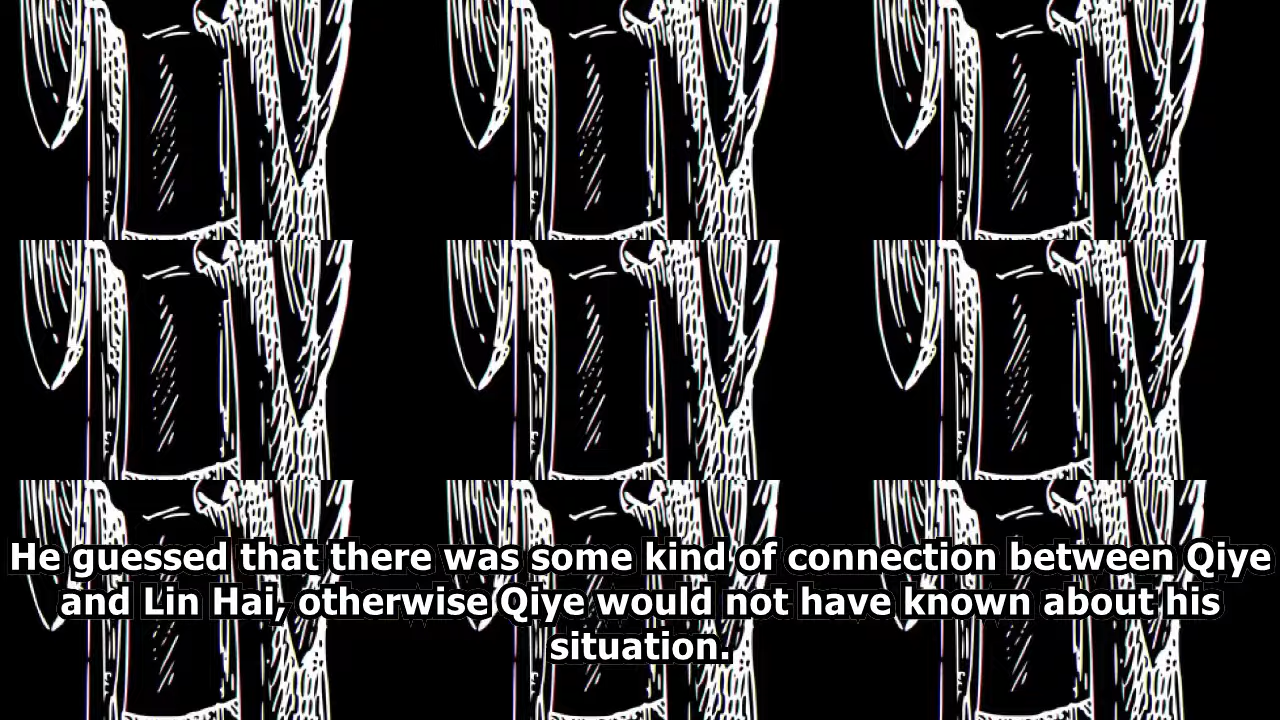 He guessed that there was some kind of connection between Qiye
and Lin Hai, otherwise Qiye would not have known about his
situation.